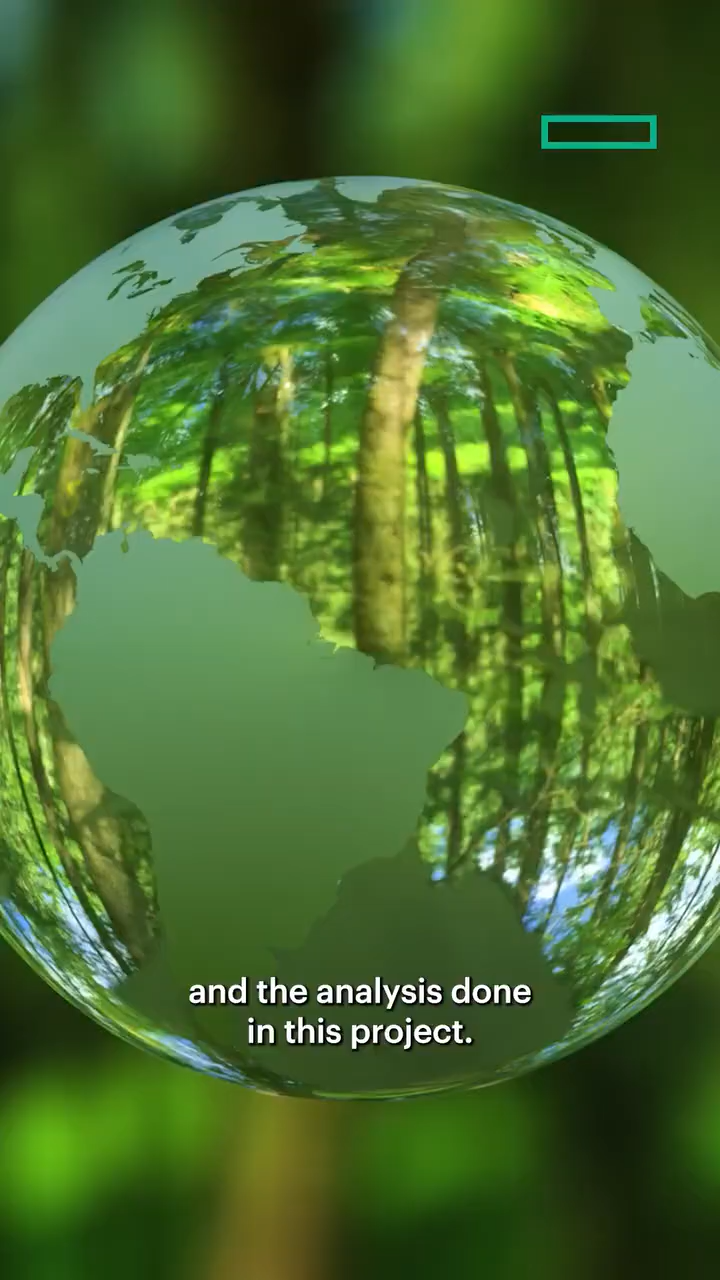 and the analysis done
in this project.